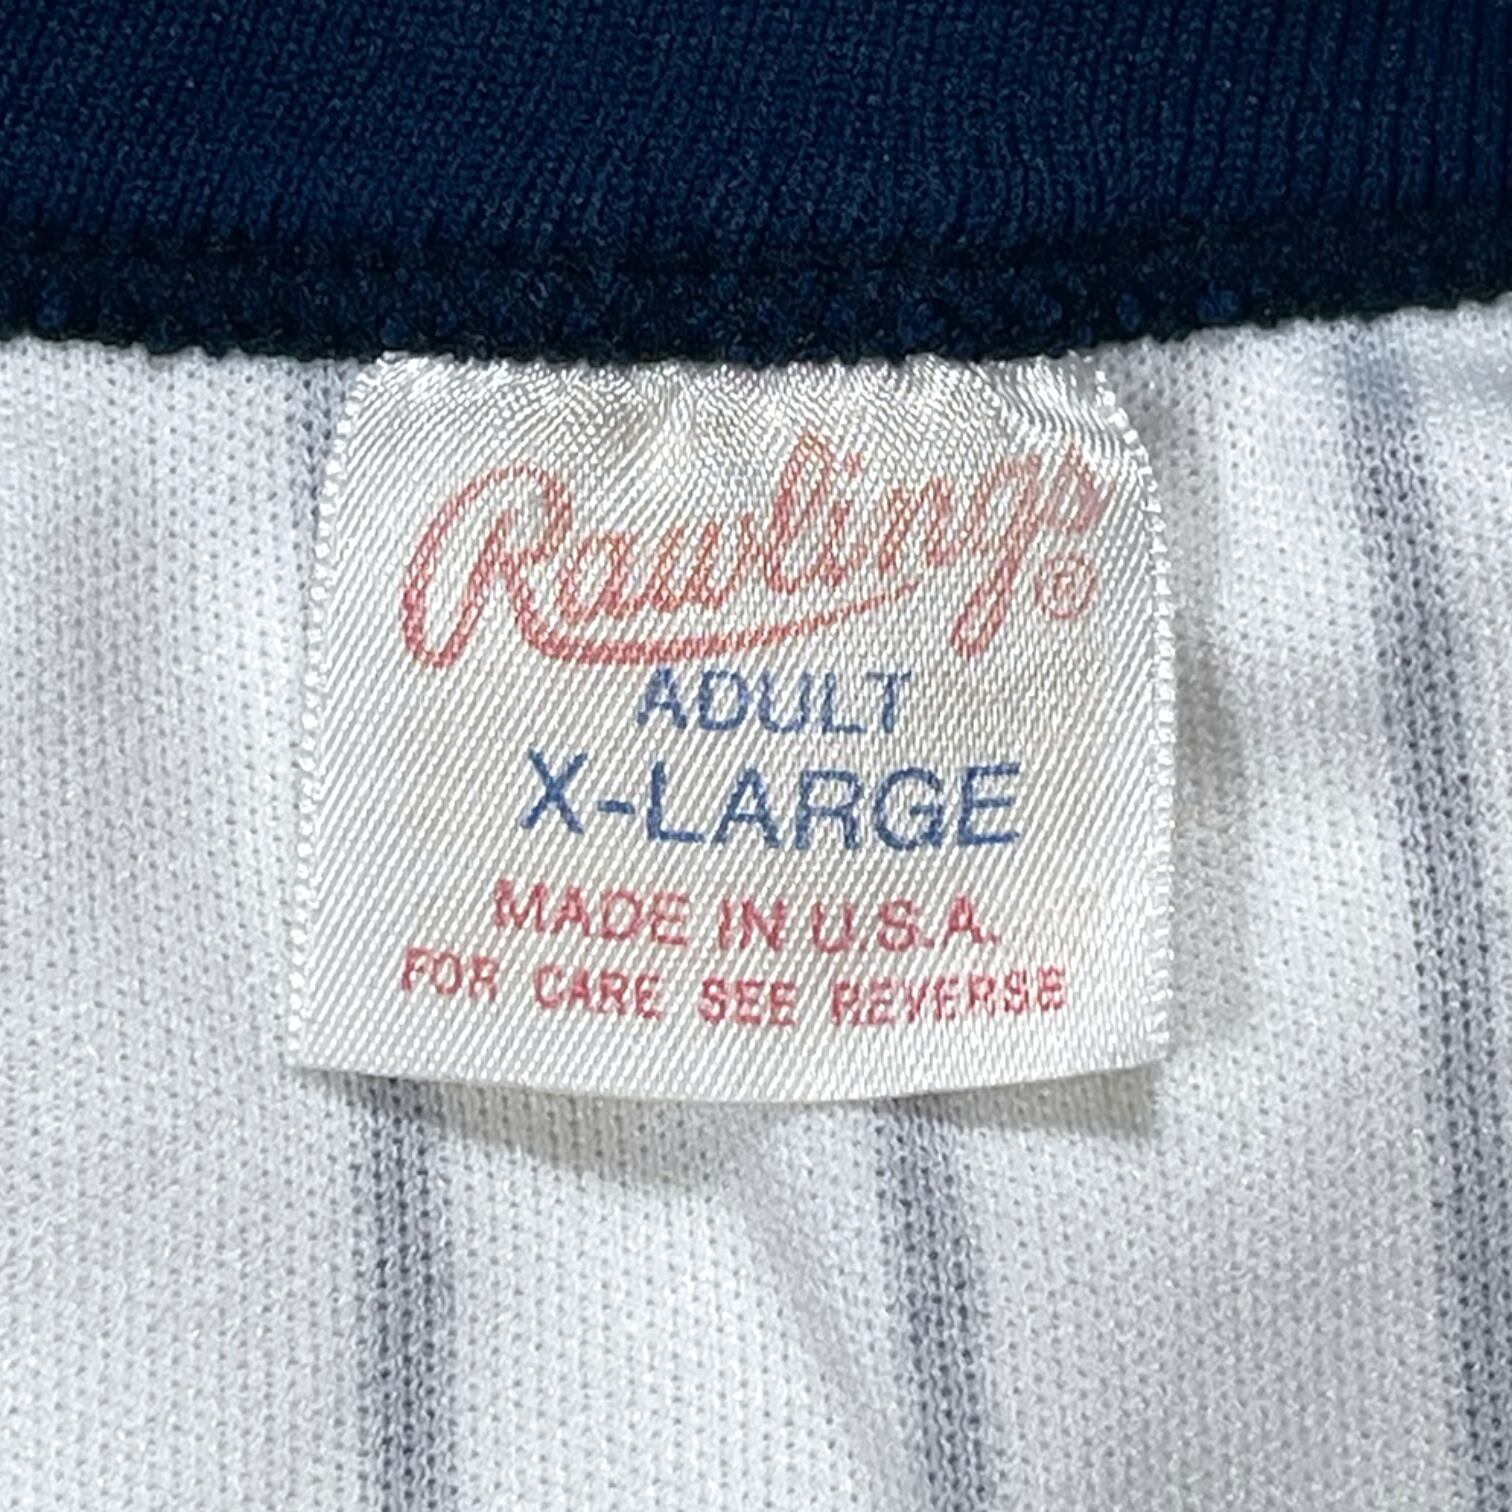 Rawlings®
ADULT
X-LARGE
MADE IN U.S.A.
FOR CARE SEE REVERSE